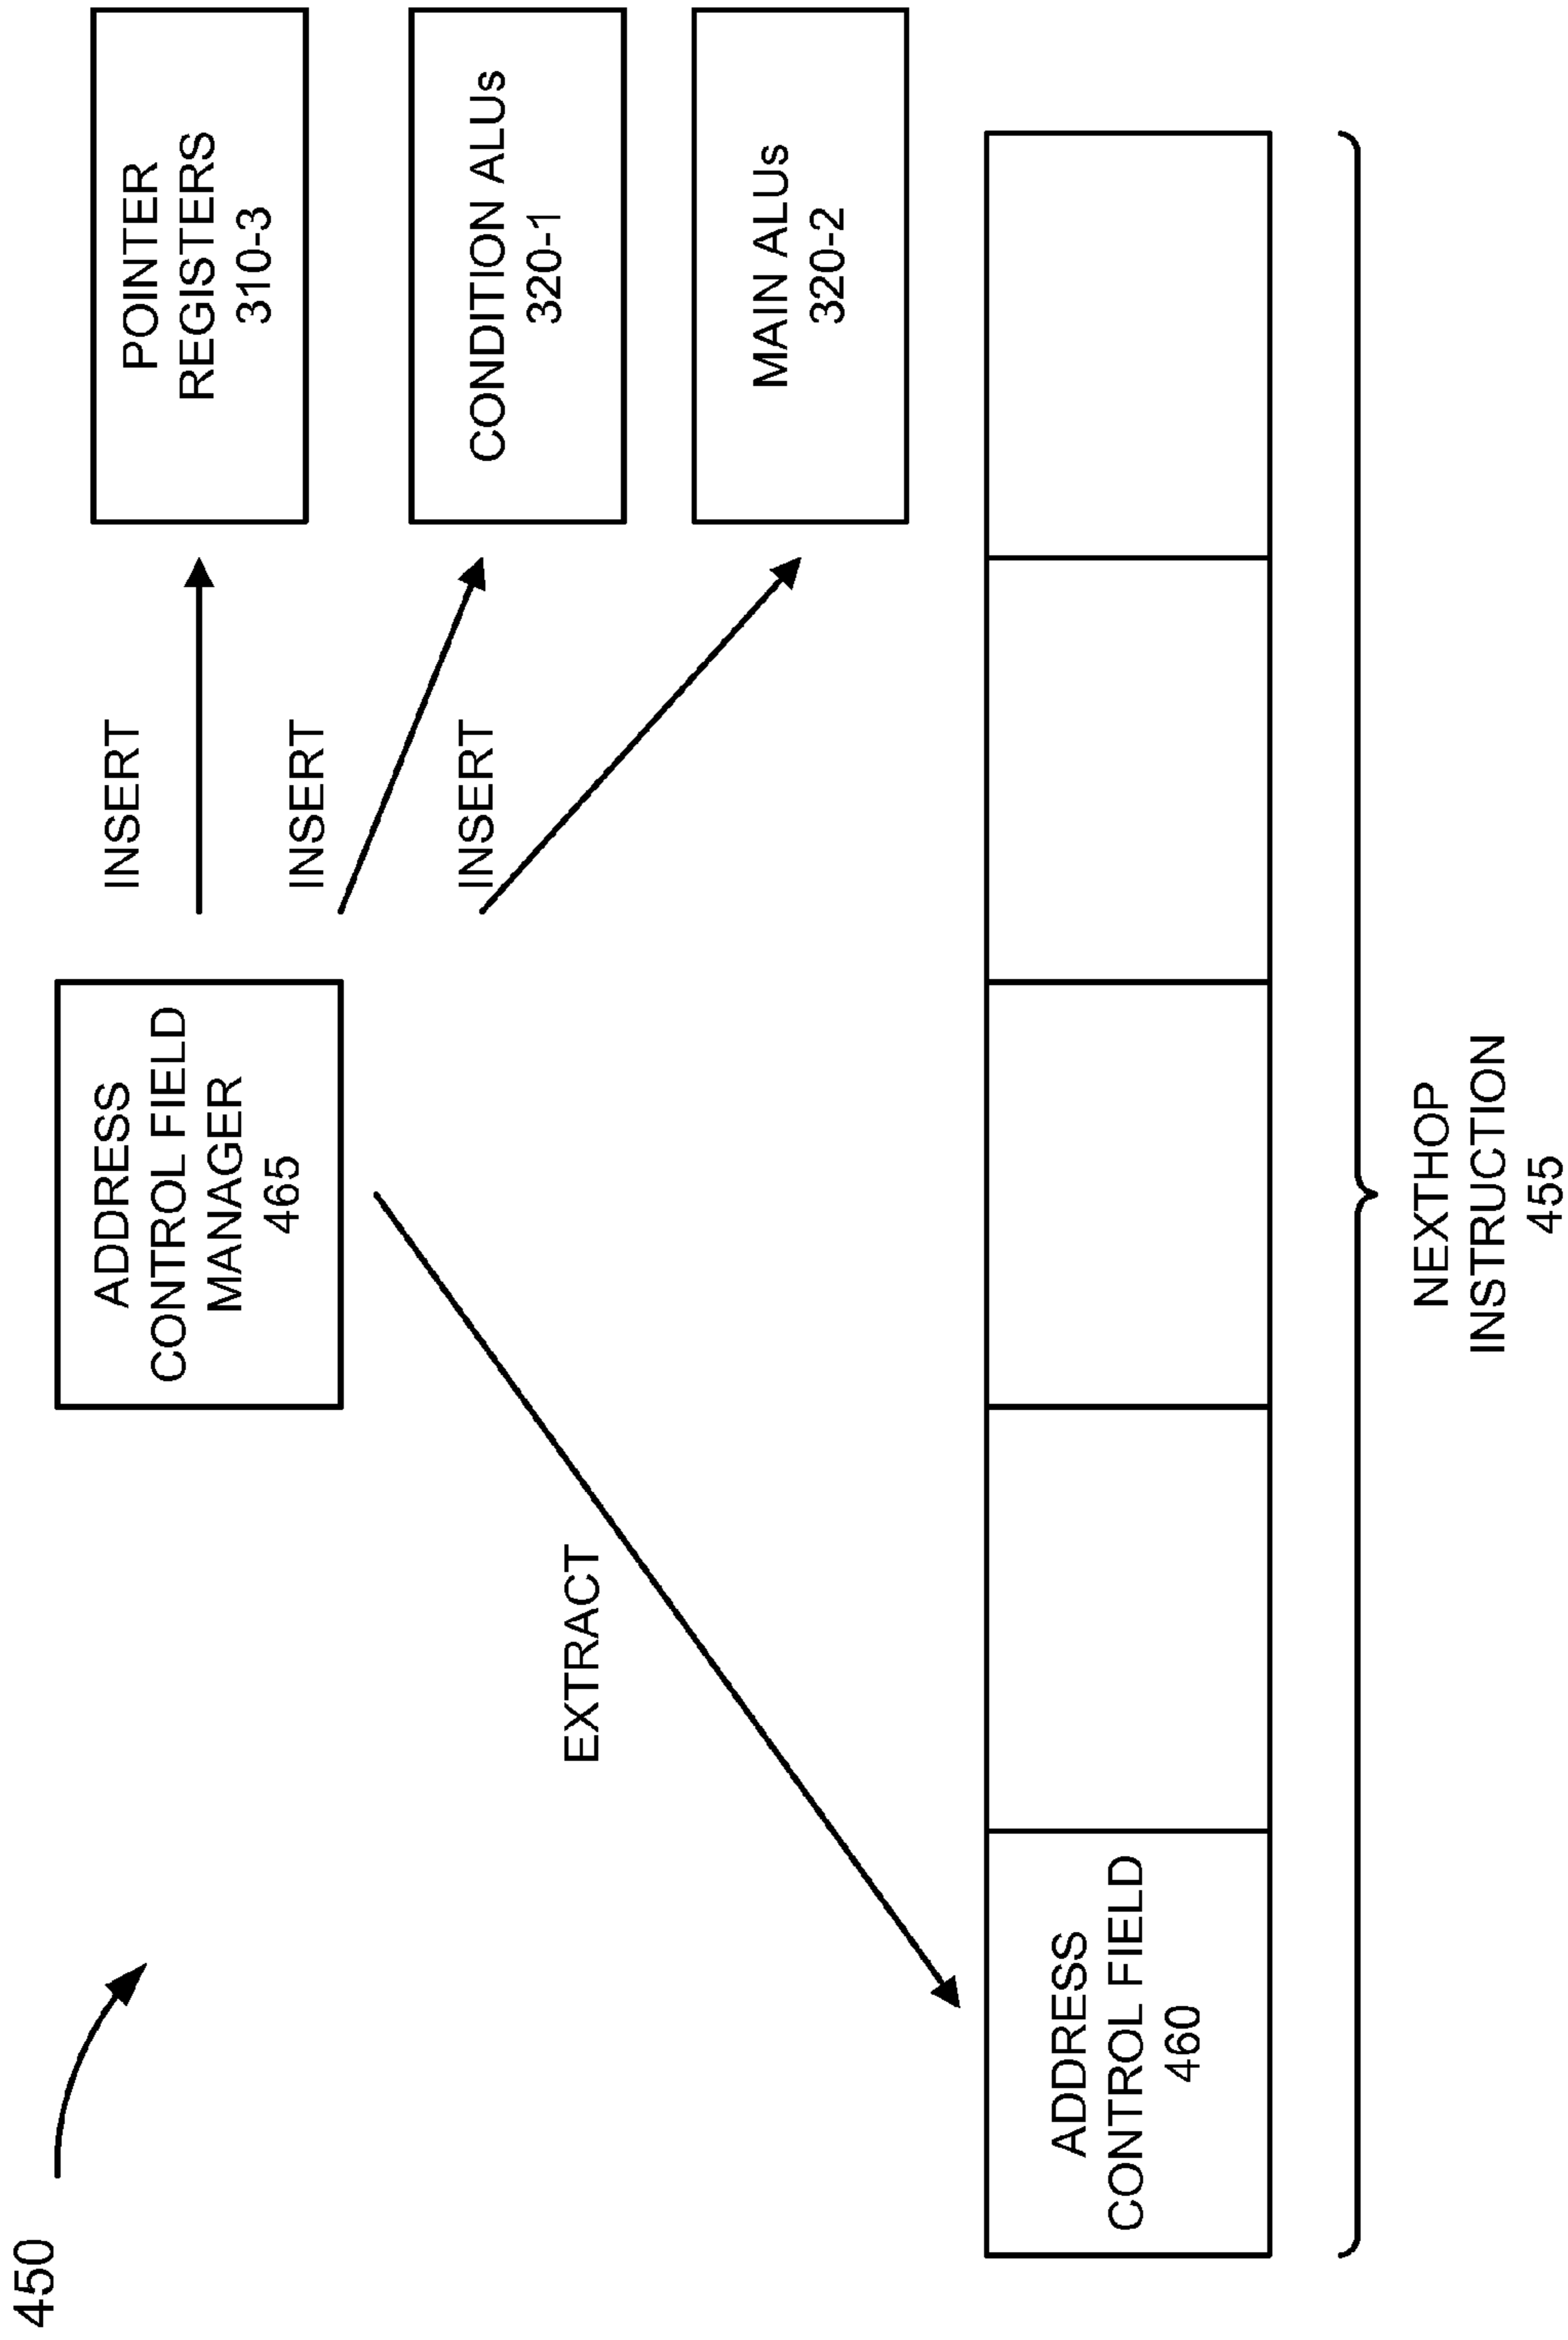 450
ADDRESS
CONTROL FIELD
MANAGER
465
INSERT
INSERT
INSERT
POINTER
REGISTERS
310-3
CONDITION ALUs
320-1
MAIN ALUs
320-2
EXTRACT
ADDRESS
CONTROL FIELD
460
NEXTHOP
INSTRUCTION
455